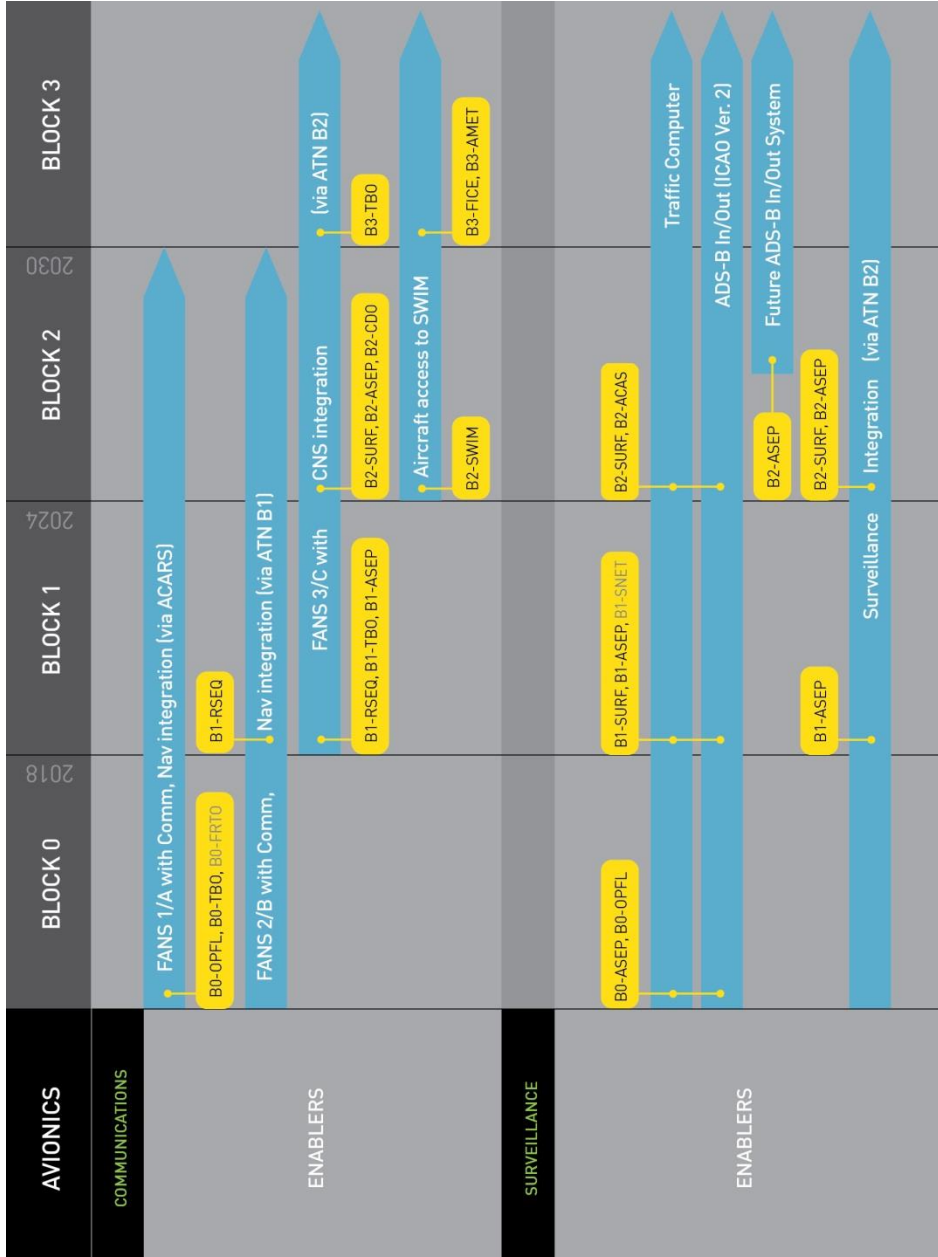 AVIONICS
BLOCK 0
2018
BLOCK 1
2024
BLOCK 2
2030
BLOCK 3
COMMUNICATIONS
ENABLERS
FANS 1/A with Comm, Nav integration (via ACARS)
B0-OPFL, B0-TBO, B0-FRTO
B1-RSEQ
FANS 2/B with Comm, Nav integration (via ATN B1)
FANS 3/C with CNS integration (via ATN B2)
B1-RSEQ, B1-TBO, B1-ASEP
B2-SURF, B2-ASEP, B2-CDO
B3-TBO
Aircraft access to SWIM
B2-SWIM
B3-FICE, B3-AMET
SURVEILLANCE
ENABLERS
B0-ASEP, B0-OPFL
B1-SURF, B1-ASEP, B1-SNET
B2-SURF, B2-ACAS
Traffic Computer
ADS-B In/Out (ICAO Ver. 2)
B2-ASEP
Future ADS-B In/Out System
B1-ASEP
B2-SURF, B2-ASEP
Surveillance Integration (via ATN B2)